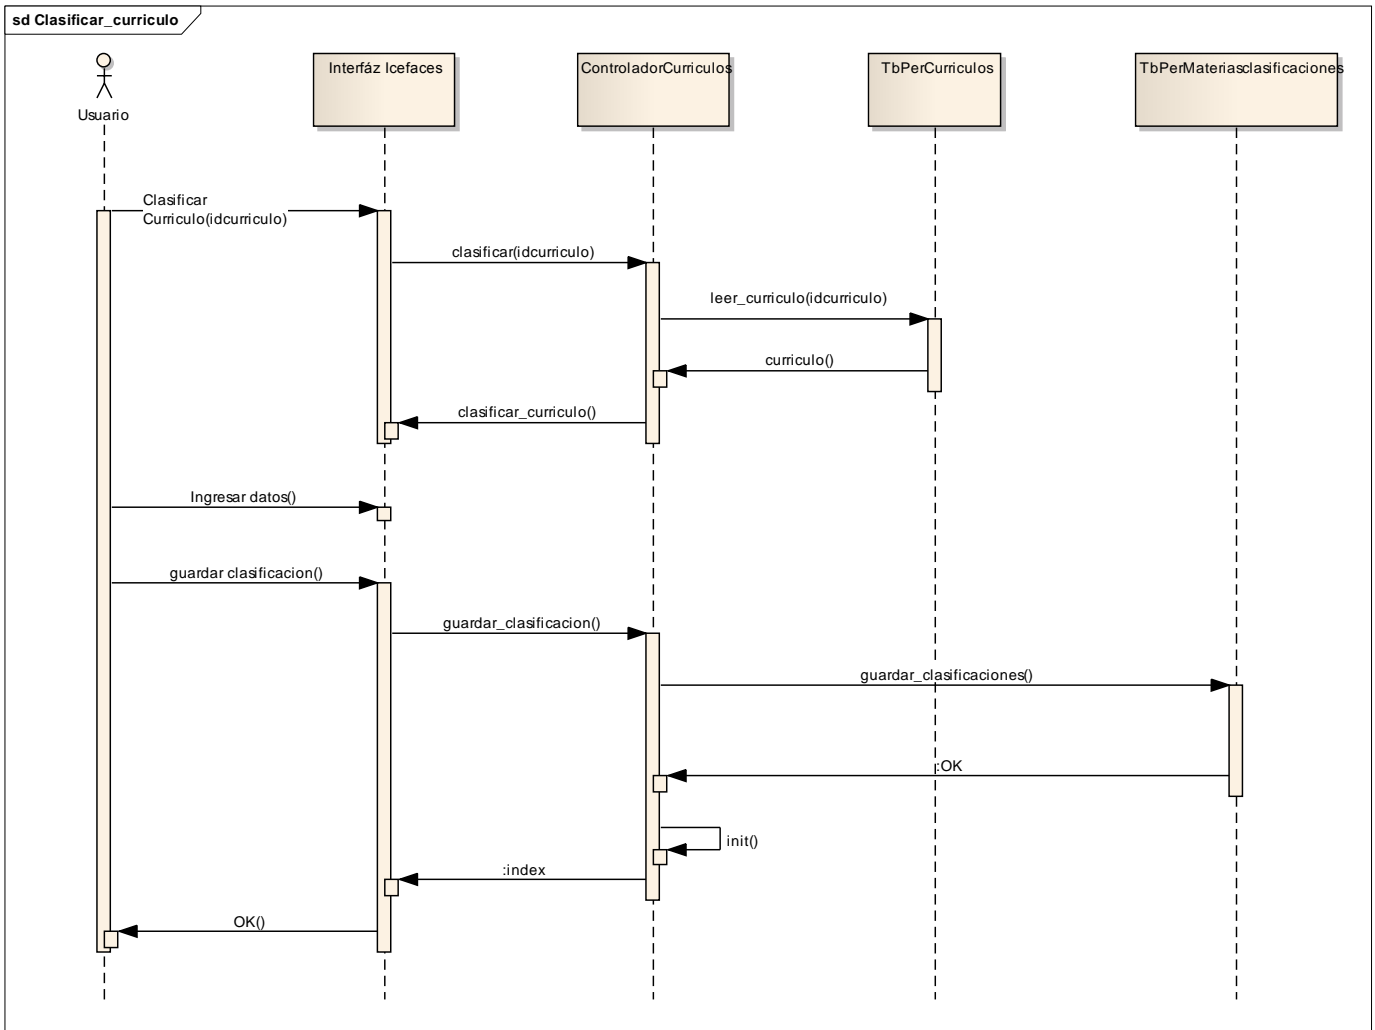 sd Clasificar_curriculo
Usuario
Interfáz Icefaces
ControladorCurriculos
TbPerCurriculos
TbPerMateriasclasificaciones
Clasificar
Curriculo(idcurriculo)
clasificar(idcurriculo)
leer_curriculo(idcurriculo)
curriculo()
clasificar_curriculo()
Ingresar datos()
guardar clasificacion()
guardar_clasificacion()
guardar_clasificaciones()
:OK
init()
:index
OK()